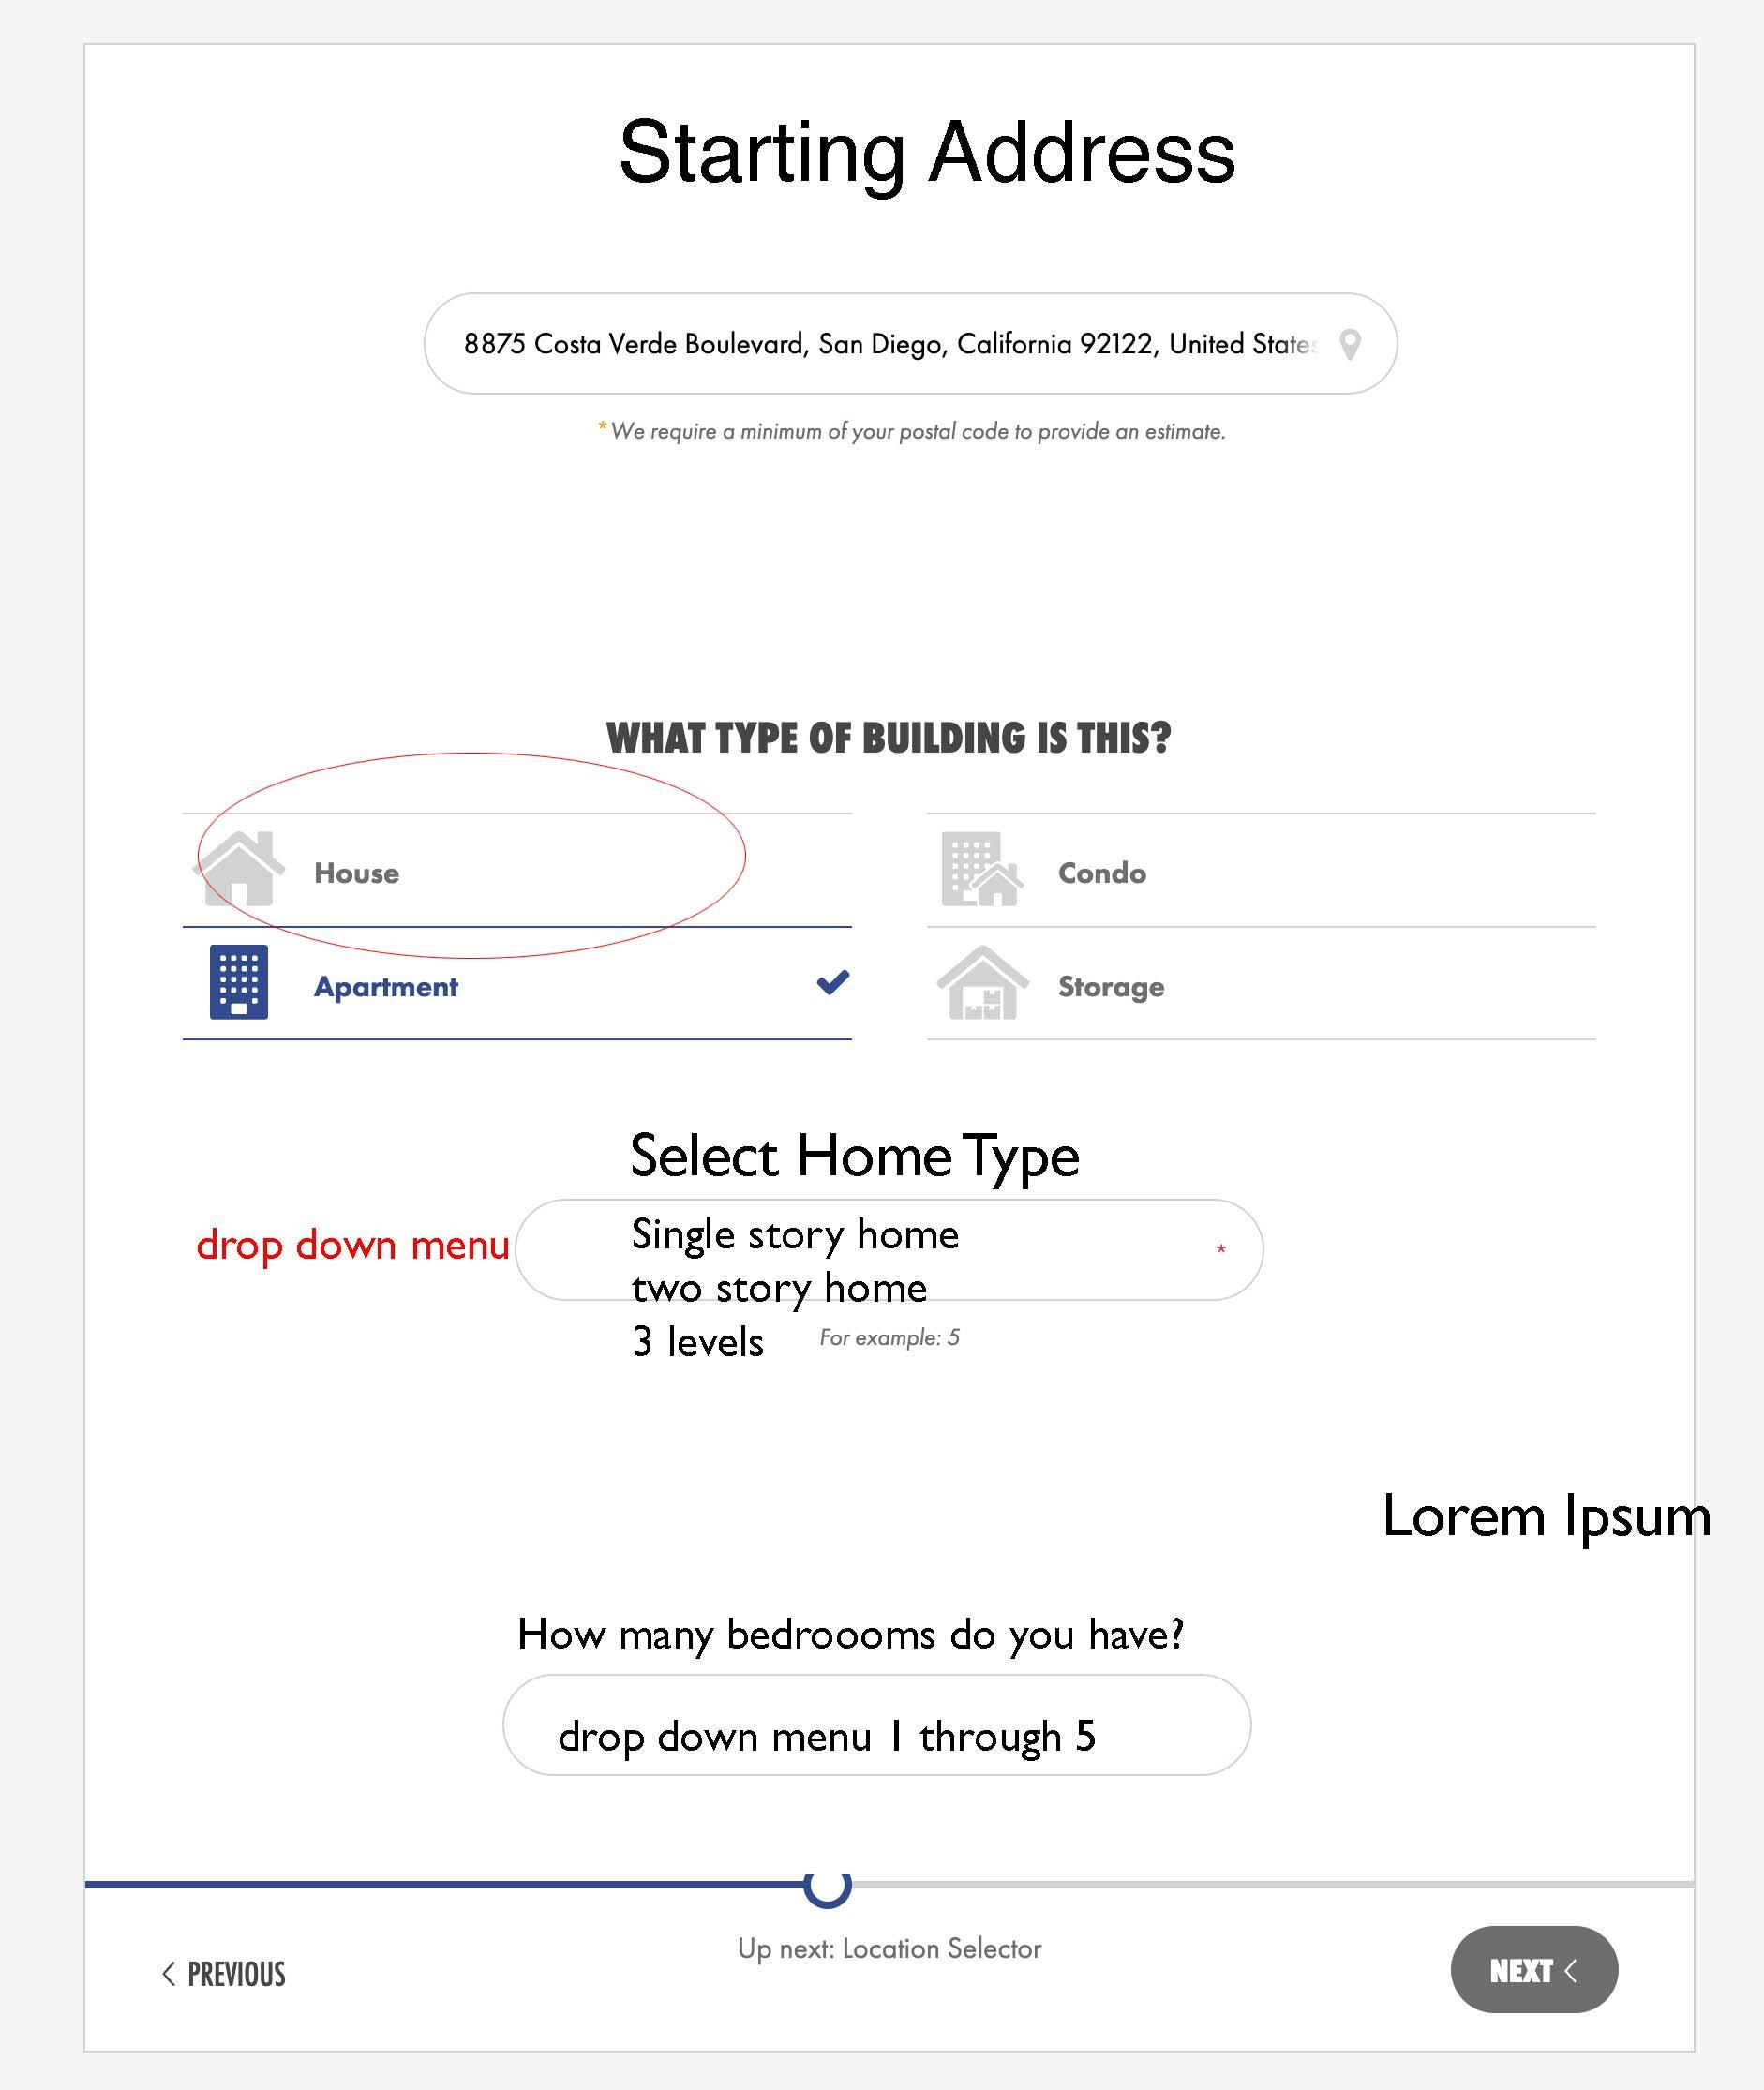 Starting Address
8875 Costa Verde Boulevard, San Diego, California 92122, United States
*We require a minimum of your postal code to provide an estimate.
WHAT TYPE OF BUILDING IS THIS?
House
Condo
Apartment
Storage
Select Home Type
drop down menu
Single story home
*
two story home
3 levels
For example: 5
Lorem Ipsum
How many bedroooms do you have?
drop down menu 1 through 5
Up next: Location Selector
< PREVIOUS
NEXT <